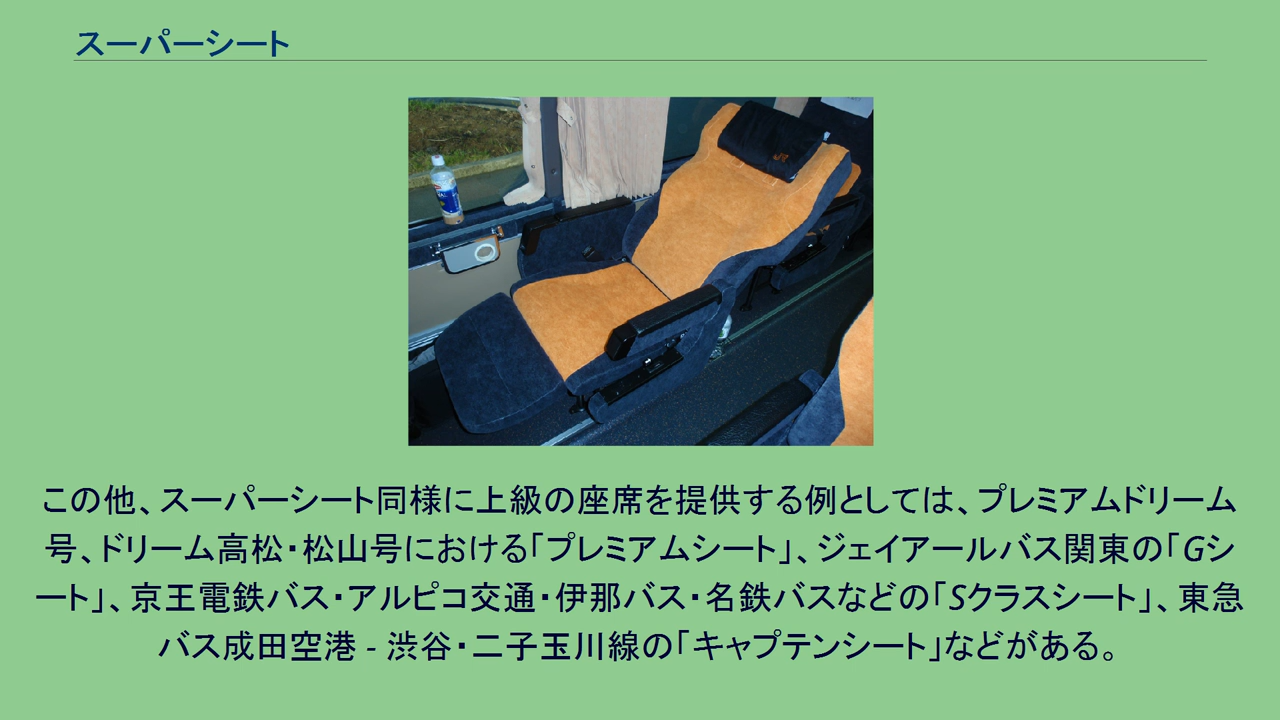 スーパーシート
この他、スーパーシート同様に上級の座席を提供する例としては、プレミアムドリーム
号、ドリーム高松・松山号における「プレミアムシート」、ジェイアールバス関東の「Gシ
ート」、京王電鉄バス・アルピコ交通・伊那バス・名鉄バスなどの「Sクラスシート」、東急
バス成田空港 - 渋谷・二子玉川線の「キャプテンシート」などがある。